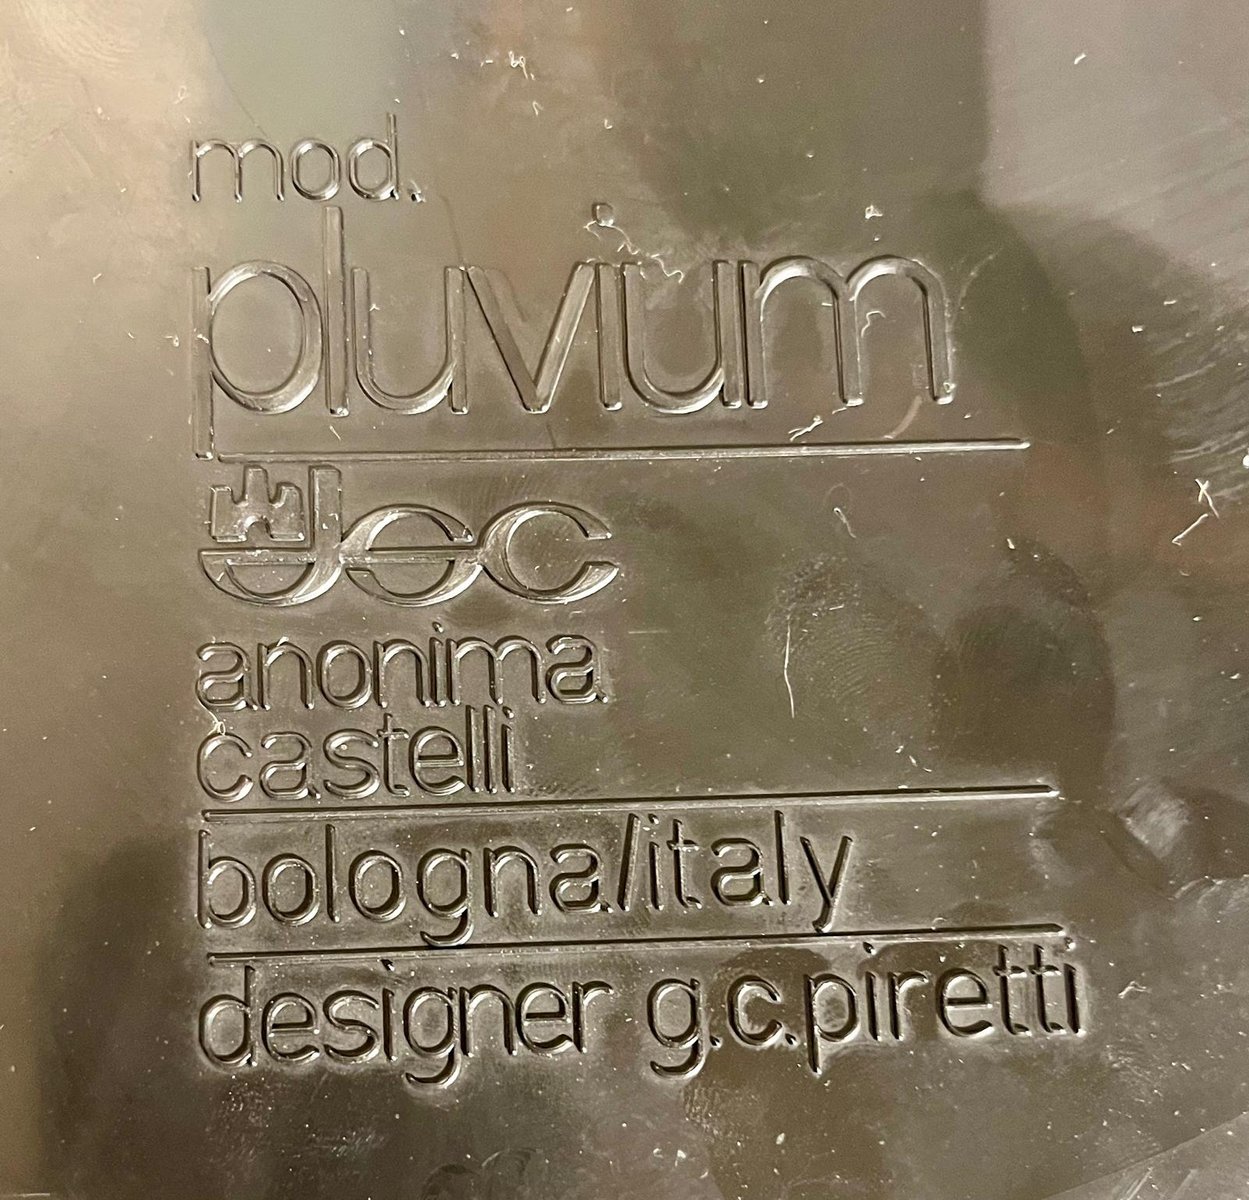 mod.
pluvium
anonima
castelli
bologna/italy
designer g.c.piretti